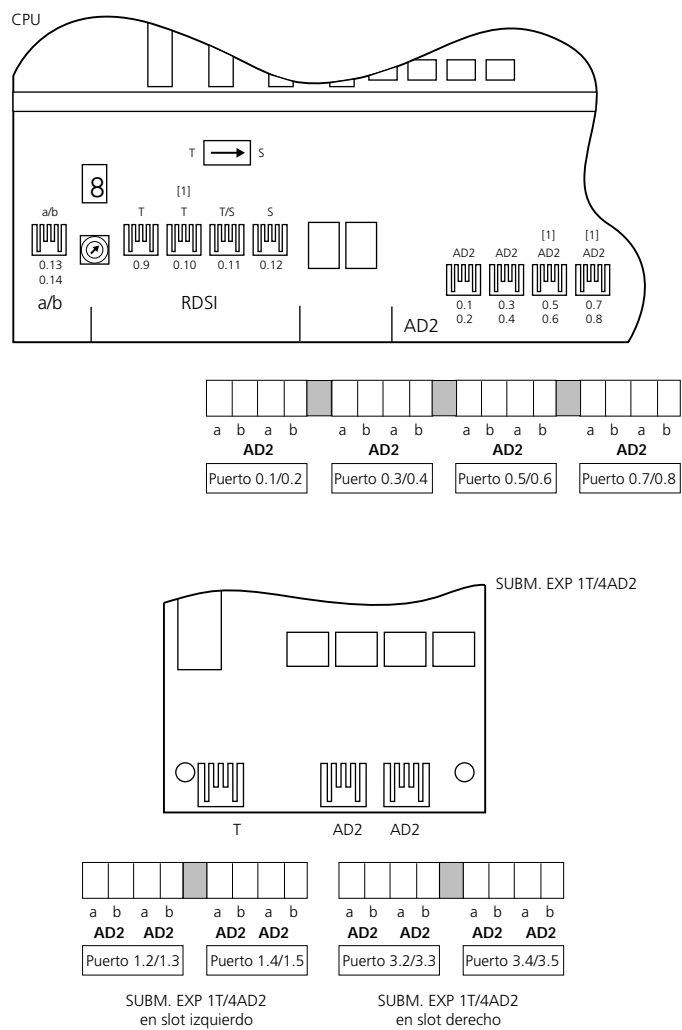 CPU
T S
[1]
a/b T T T/S S
[1] [1]
AD2 AD2 AD2 AD2
8
0.13 0.9 0.10 0.11 0.12
0.14
0.1 0.3 0.5 0.7
0.2 0.4 0.6 0.8
a/b RDSI AD2
a b a b a b a b a b a b a b a b
AD2 AD2 AD2 AD2
Puerto 0.1/0.2 Puerto 0.3/0.4 Puerto 0.5/0.6 Puerto 0.7/0.8
SUBM. EXP 1T/4AD2
T AD2 AD2
a b a b a b a b a b a b a b a b
AD2 AD2 AD2 AD2 AD2 AD2 AD2 AD2
Puerto 1.2/1.3 Puerto 1.4/1.5 Puerto 3.2/3.3 Puerto 3.4/3.5
SUBM. EXP 1T/4AD2
en slot izquierdo
SUBM. EXP 1T/4AD2
en slot derecho